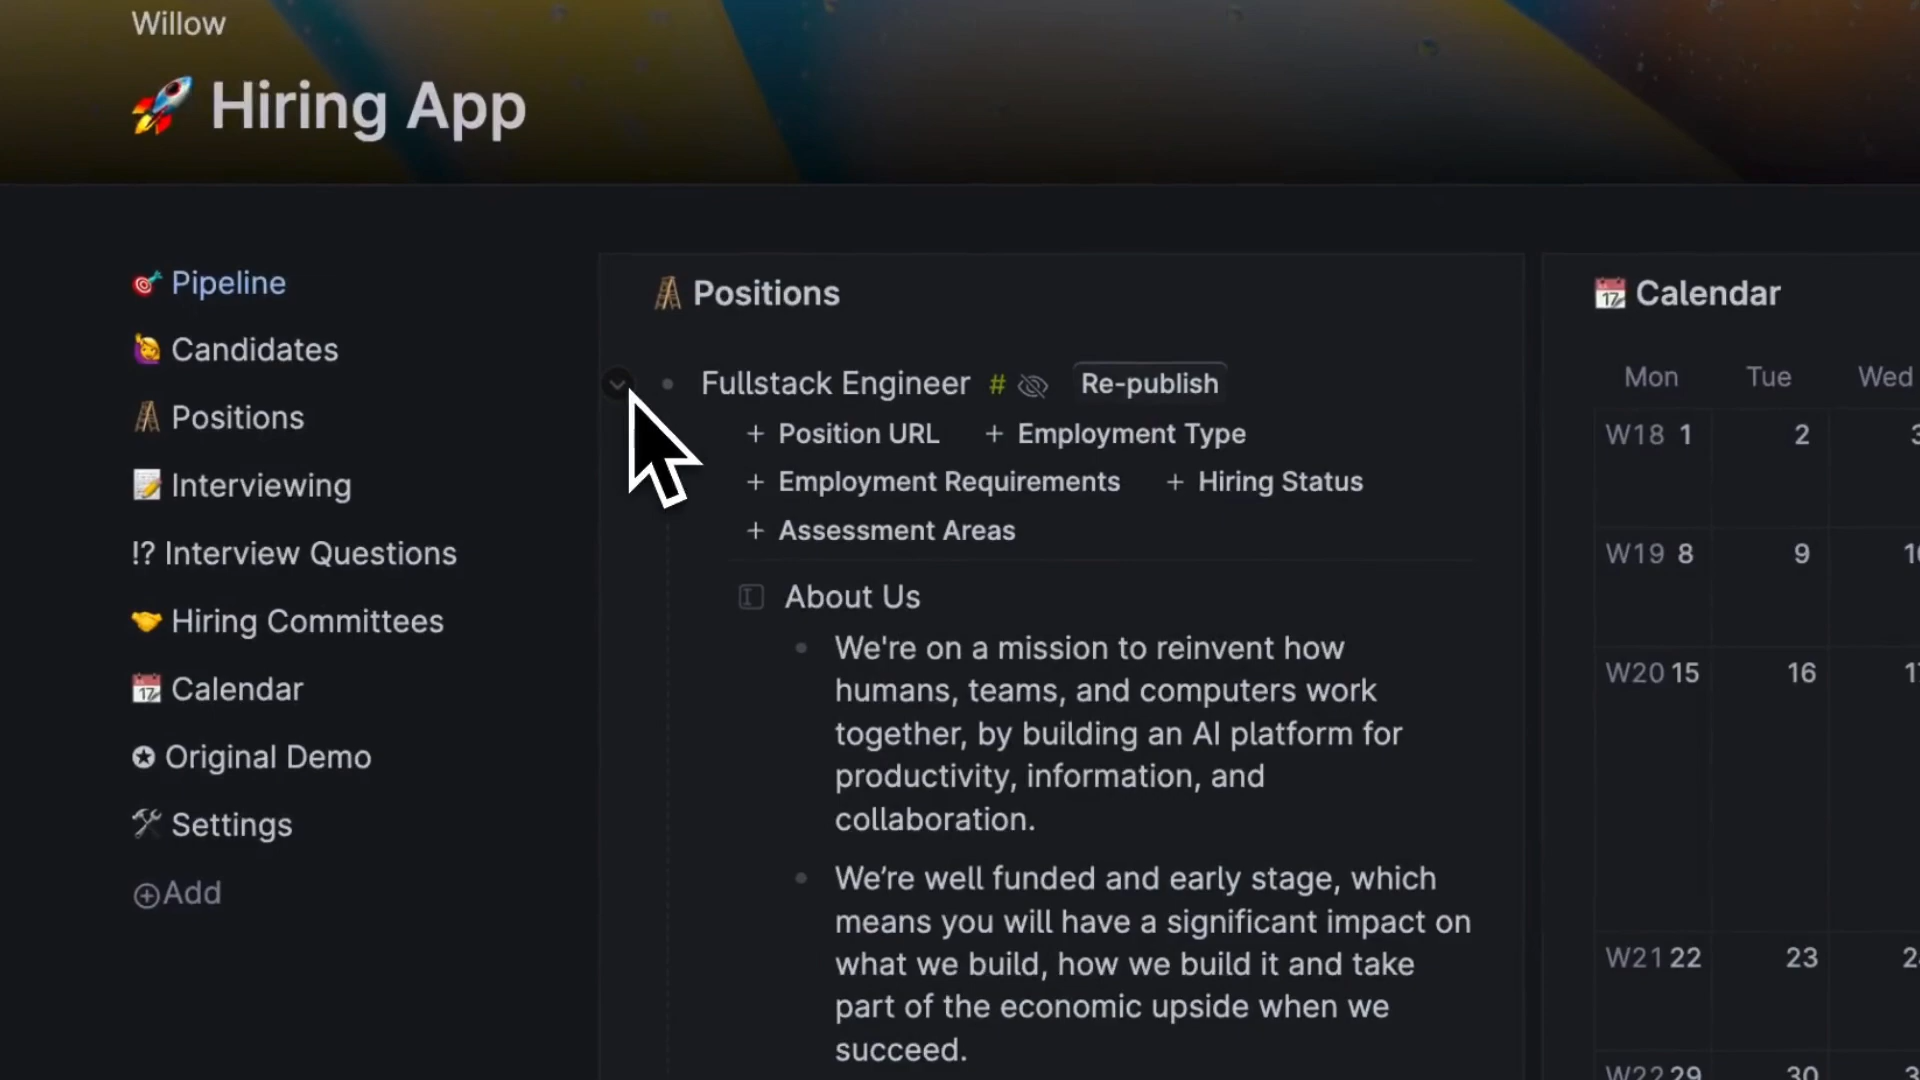 Willow
🚀 Hiring App
🎯 Pipeline
🙋 Candidates
🪜 Positions
📝 Interviewing
!? Interview Questions
🤝 Hiring Committees
📆 Calendar
✪ Original Demo
🛠 Settings
Add
🪜 Positions
Fullstack Engineer # Re-publish
+ Position URL + Employment Type
+ Employment Requirements + Hiring Status
+ Assessment Areas
About Us
We're on a mission to reinvent how
humans, teams, and computers work
together, by building an AI platform for
productivity, information, and
collaboration.
We’re well funded and early stage, which
means you will have a significant impact on
what we build, how we build it and take
part of the economic upside when we
succeed.
📆 Calendar
Mon Tue Wed
W18 1 2
W19 8 9
W20 15 16
W21 22 23
W22 29 30